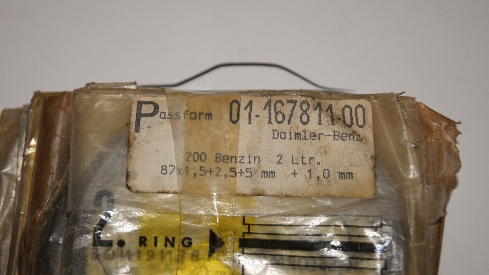 Passform 01-167811-00
Daimler-Benz
200 Benzin 2 Ltr.
87x1,5+2,5+5 mm + 1,0 mm
2. RING